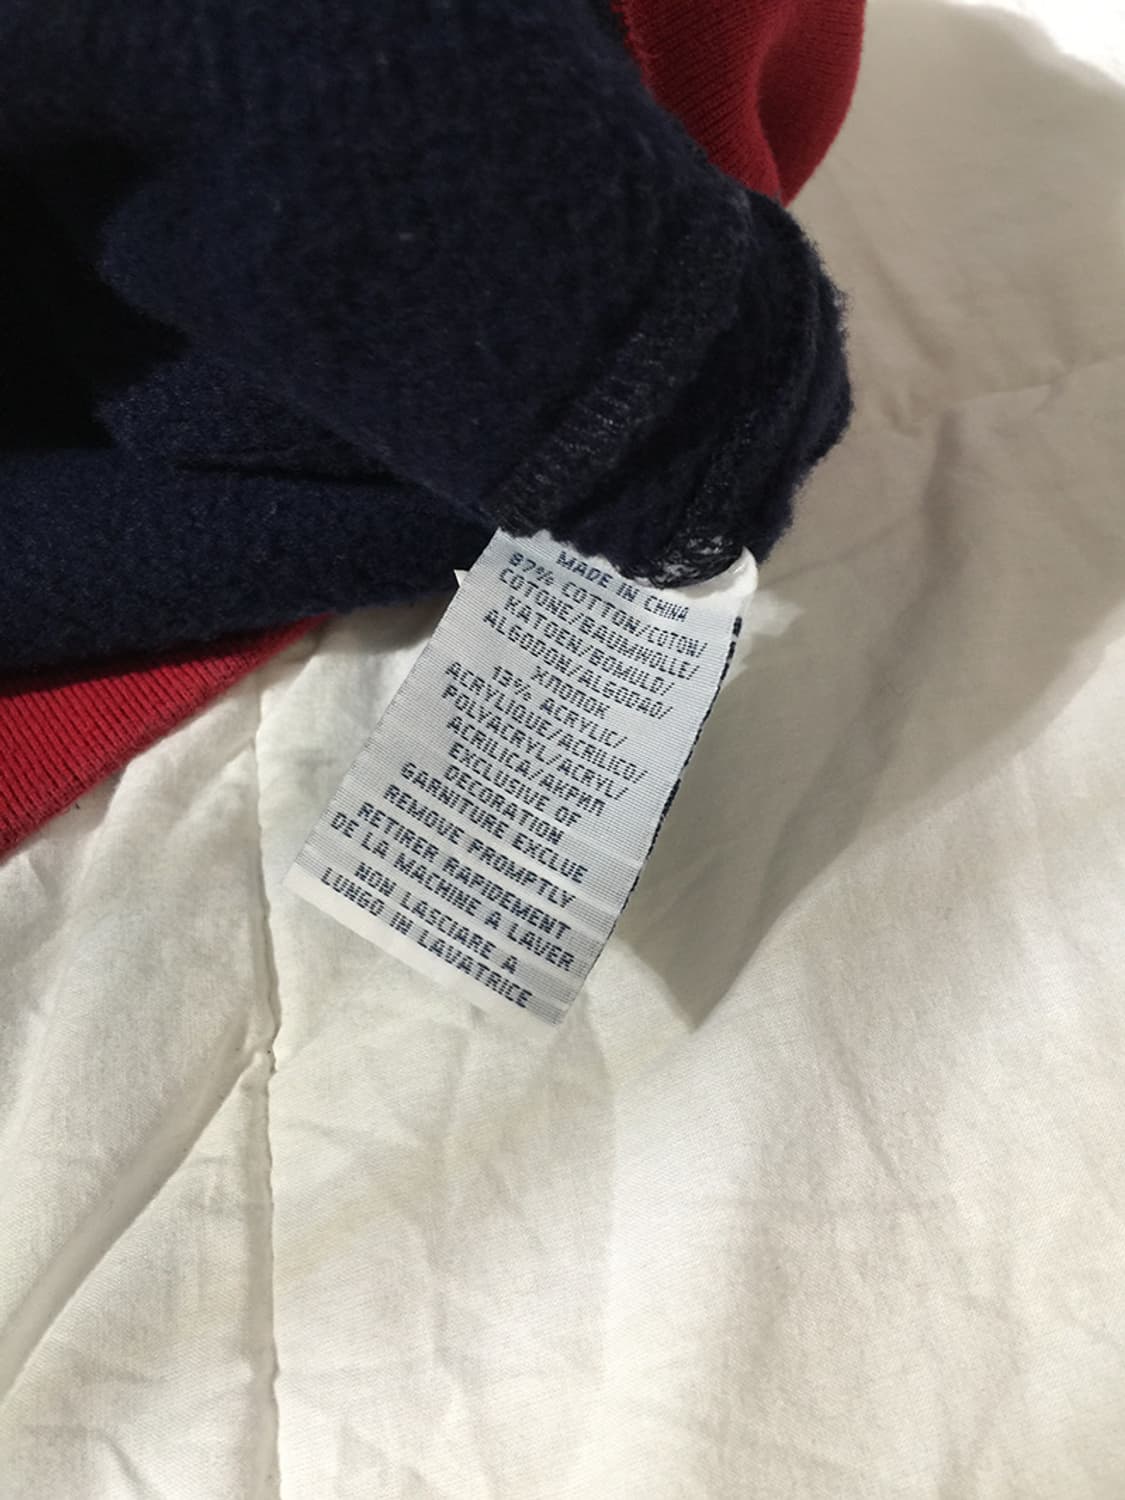 MADE IN CHINA
87% COTTON/COTON/
COTONE/BAUMWOLLE/
KATOEN/BOMULD/
ALGODON/ALGODAO/
ХЛОПОК
13% ACRYLIC/
ACRYLIQUE/ACRILICO/
POLYACRYL/ACRYL/
ACRILICA/АКРИЛ
EXCLUSIVE OF
DECORATION
GARNITURE EXCLUE
REMOVE PROMPTLY
RETIRER RAPIDEMENT
DE LA MACHINE A LAVER
NON LASCIARE A
LUNGO IN LAVATRICE